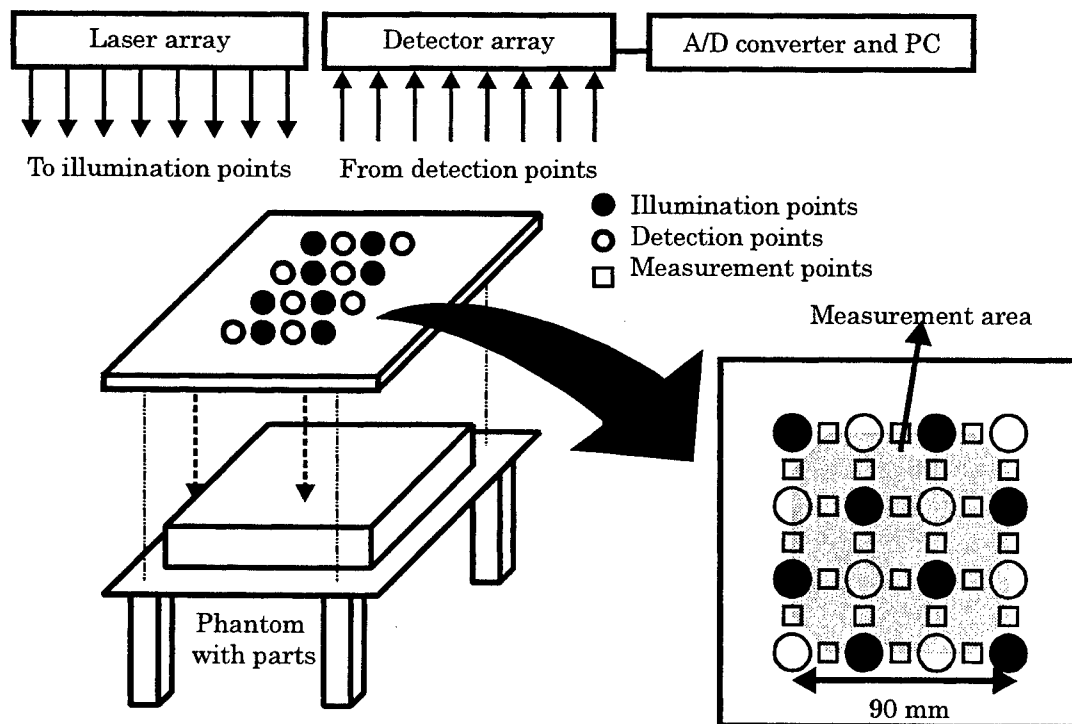 Laser array
Detector array
A/D converter and PC
To illumination points
From detection points
Illumination points
Detection points
Measurement points
Measurement area
Phantom
with parts
90 mm